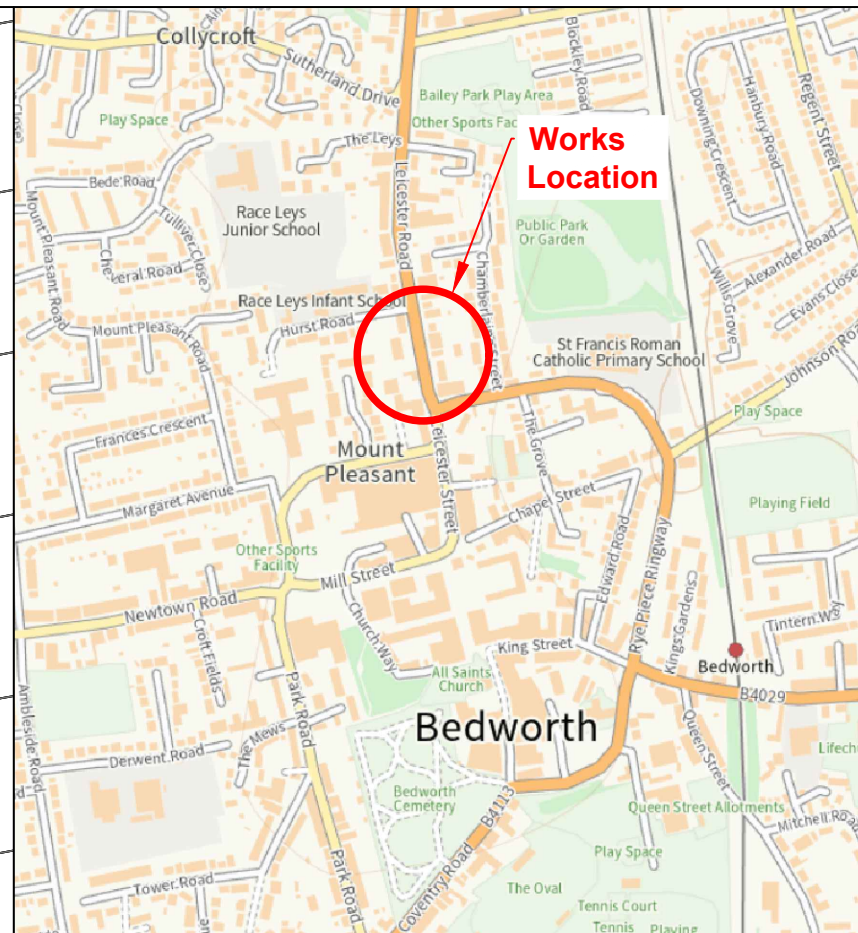 Collycroft
Sutherland Drive
Blockley Road
Regent Street
Hanbury Road
Downing Crescent
Bailey Park Play Area
Other Sports Fac
Play Space
The Leys
Works
Location
Leicester Road
Bede Road
Race Leys
Junior School
Mount Pleasant Road
Tulliver Close
Public Park
Or Garden
Alexander Road
Willis Grove
Evans Close
Race Leys Infant School
Chamberlaine Street
Hurst Road
Mount Pleasant Road
St Francis Roman
Catholic Primary School
Johnson Road
Play Space
Frances Crescent
Mount
Pleasant
Leicester Street
The Grove
Margaret Avenue
Chapel Street
Playing Field
Other Sports
Facility
Mill Street
Edward Road
Rye Piece Ringway
Newtown Road
Croft Fields
Church Way
King Street
Kings Gardens
Tintern Way
Bedworth
All Saints
Church
B4029
Ambleside Road
Park Road
Bedworth
Queen Street
The Mews
Derwent Road
Lifech
Bedworth
Cemetery
B4113
Queen Street Allotments
Mitchell Road
Play Space
Park Road
Tower Road
Coventry Road
The Oval
Tennis Court
Tennis
Playing